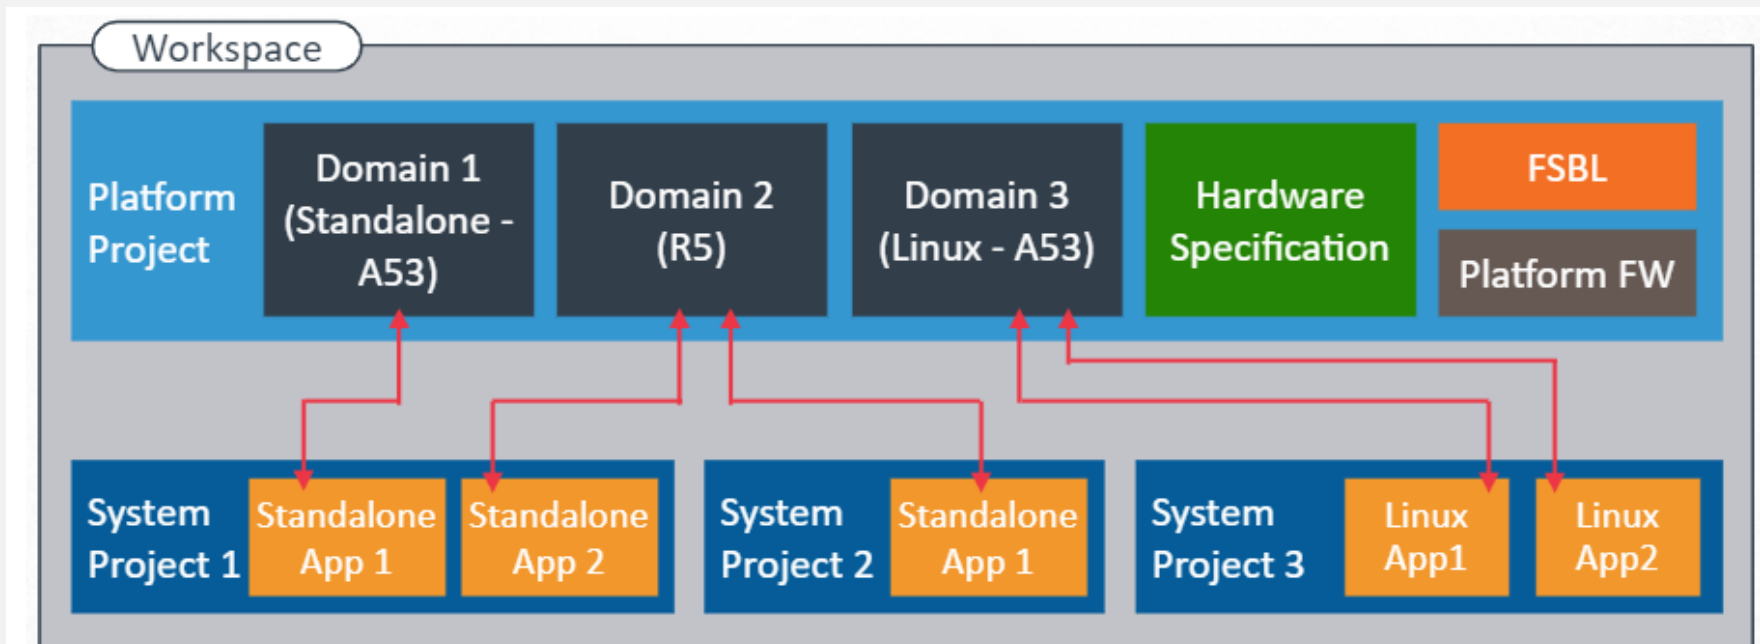 Workspace
Platform
Project
Domain 1
(Standalone -
A53)
Domain 2
(R5)
Domain 3
(Linux - A53)
Hardware
Specification
FSBL
Platform FW
System
Project 1
Standalone
App 1
Standalone
App 2
System
Project 2
Standalone
App 1
System
Project 3
Linux
App1
Linux
App2